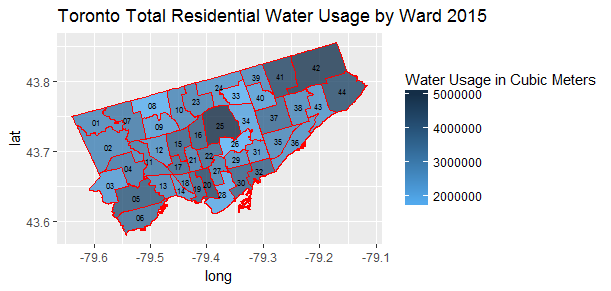 Toronto Total Residential Water Usage by Ward 2015
43.8
43.7
43.6
lat
-79.6 -79.5 -79.4 -79.3 -79.2 -79.1
long
42
39 41
24 44
08 10 23 33 40 38 43
01 07 25 34 37
09 16 26
02 12 15 22 35 36
11 17 21 29 31
04 27 32
03 13 18 20 30
05 14 19 28
06
Water Usage in Cubic Meters
5000000
4000000
3000000
2000000